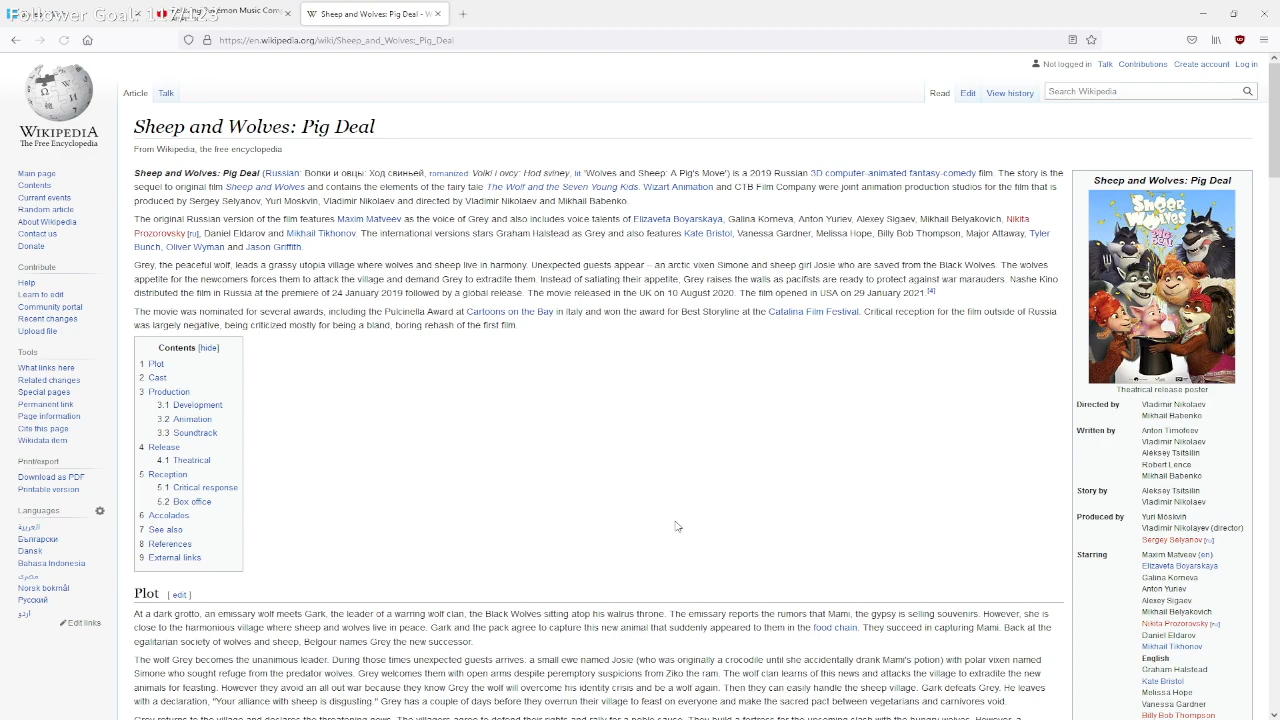 Follower Goal:
Pokémon Music Com
Sheep and Wolves: Pig Deal - W
https://en.wikipedia.org/wiki/Sheep_and_Wolves:_Pig_Deal
Not logged in Talk Contributions Create account Log in
Article Talk
Read Edit View history
Search Wikipedia
WIKIPEDIA
The Free Encyclopedia
Main page
Contents
Current events
Random article
About Wikipedia
Contact us
Donate
Contribute
Help
Learn to edit
Community portal
Recent changes
Upload file
Tools
What links here
Related changes
Special pages
Permanent link
Page information
Cite this page
Wikidata item
Print/export
Download as PDF
Printable version
Languages
العربية
Български
Dansk
Bahasa Indonesia
مصرى
Norsk bokmål
Русский
اردو
Edit links
Sheep and Wolves: Pig Deal
From Wikipedia, the free encyclopedia
Sheep and Wolves: Pig Deal (Russian: Волки и овцы: Ход свиньей, romanized: Volki i ovcy: Hod sviney, lit 'Wolves and Sheep: A Pig's Move') is a 2019 Russian 3D computer-animated fantasy-comedy film. The story is the
sequel to original film Sheep and Wolves and contains the elements of the fairy tale The Wolf and the Seven Young Kids. Wizart Animation and CTB Film Company were joint animation production studios for the film that is
produced by Sergey Selyanov, Yuri Moskvin, Vladimir Nikolaev and directed by Vladimir Nikolaev and Mikhail Babenko.
The original Russian version of the film features Maxim Matveev as the voice of Grey and also includes voice talents of Elizaveta Boyarskaya, Galina Korneva, Anton Yuriev, Alexey Sigaev, Mikhail Belyakovich, Nikita
Prozorovsky [ru], Daniel Eldarov and Mikhail Tikhonov. The international versions stars Graham Halstead as Grey and also features Kate Bristol, Vanessa Gardner, Melissa Hope, Billy Bob Thompson, Major Attaway, Tyler
Bunch, Oliver Wyman and Jason Griffith.
Grey, the peaceful wolf, leads a grassy utopia village where wolves and sheep live in harmony. Unexpected guests appear – an arctic vixen Simone and sheep girl Josie who are saved from the Black Wolves. The wolves
appetite for the newcomers forces them to attack the village and demand Grey to extradite them. Instead of satiating their appetite, Grey raises the walls as pacifists are ready to protect against war marauders. Nashe Kino
distributed the film in Russia at the premiere of 24 January 2019 followed by a global release. The movie released in the UK on 10 August 2020. The film opened in USA on 29 January 2021.[4]
The movie was nominated for several awards, including the Pulcinella Award at Cartoons on the Bay in Italy and won the award for Best Storyline at the Catalina Film Festival. Critical reception for the film outside of Russia
was largely negative, being criticized mostly for being a bland, boring rehash of the first film.
Contents [hide]
1 Plot
2 Cast
3 Production
3.1 Development
3.2 Animation
3.3 Soundtrack
4 Release
4.1 Theatrical
5 Reception
5.1 Critical response
5.2 Box office
6 Accolades
7 See also
8 References
9 External links
Plot [ edit ]
At a dark grotto, an emissary wolf meets Gark, the leader of a warring wolf clan, the Black Wolves sitting atop his walrus throne. The emissary reports the rumors that Mami, the gypsy is selling souvenirs. However, she is
close to the harmonious village where sheep and wolves live in peace. Gark and the pack agree to capture this new animal that suddenly appeared to them in the food chain. They succeed in capturing Mami. Back at the
egalitarian society of wolves and sheep, Belgour names Grey the new successor.
The wolf Grey becomes the unanimous leader. During those times unexpected guests arrives: a small ewe named Josie (who was originally a crocodile until she accidentally drank Mami's potion) with polar vixen named
Simone who sought refuge from the predator wolves. Grey welcomes them with open arms despite peremptory suspicions from Ziko the ram. The wolf clan learns of this news and attacks the village to extradite the new
animals for feasting. However they avoid an all out war because they know Grey the wolf will overcome his identity crisis and be a wolf again. Then they can easily handle the sheep village. Gark defeats Grey. He leaves
with a declaration, "Your alliance with sheep is disgusting." Grey has a couple of days before they overrun their village to feast on everyone and make the sacred pact between vegetarians and carnivores void.
Sheep and Wolves: Pig Deal
SHEEP & WOLVES
PIG DEAL
Theatrical release poster
Directed by Vladimir Nikolaev
Mikhail Babenko
Written by Anton Timofeev
Vladimir Nikolaev
Aleksey Tsitsilin
Robert Lence
Mikhail Babenko
Story by Aleksey Tsitsilin
Vladimir Nikolaev
Produced by Yuri Moskvin
Vladimir Nikolayev (director)
Sergey Selyanov [ru]
Starring Maxim Matveev (en)
Elizaveta Boyarskaya
Galina Korneva
Anton Yuriev
Alexey Sigaev
Mikhail Belyakovich
Nikita Prozorovsky [ru]
Daniel Eldarov
Mikhail Tikhonov
English
Graham Halstead
Kate Bristol
Melissa Hope
Vanessa Gardner
Billy Bob Thompson